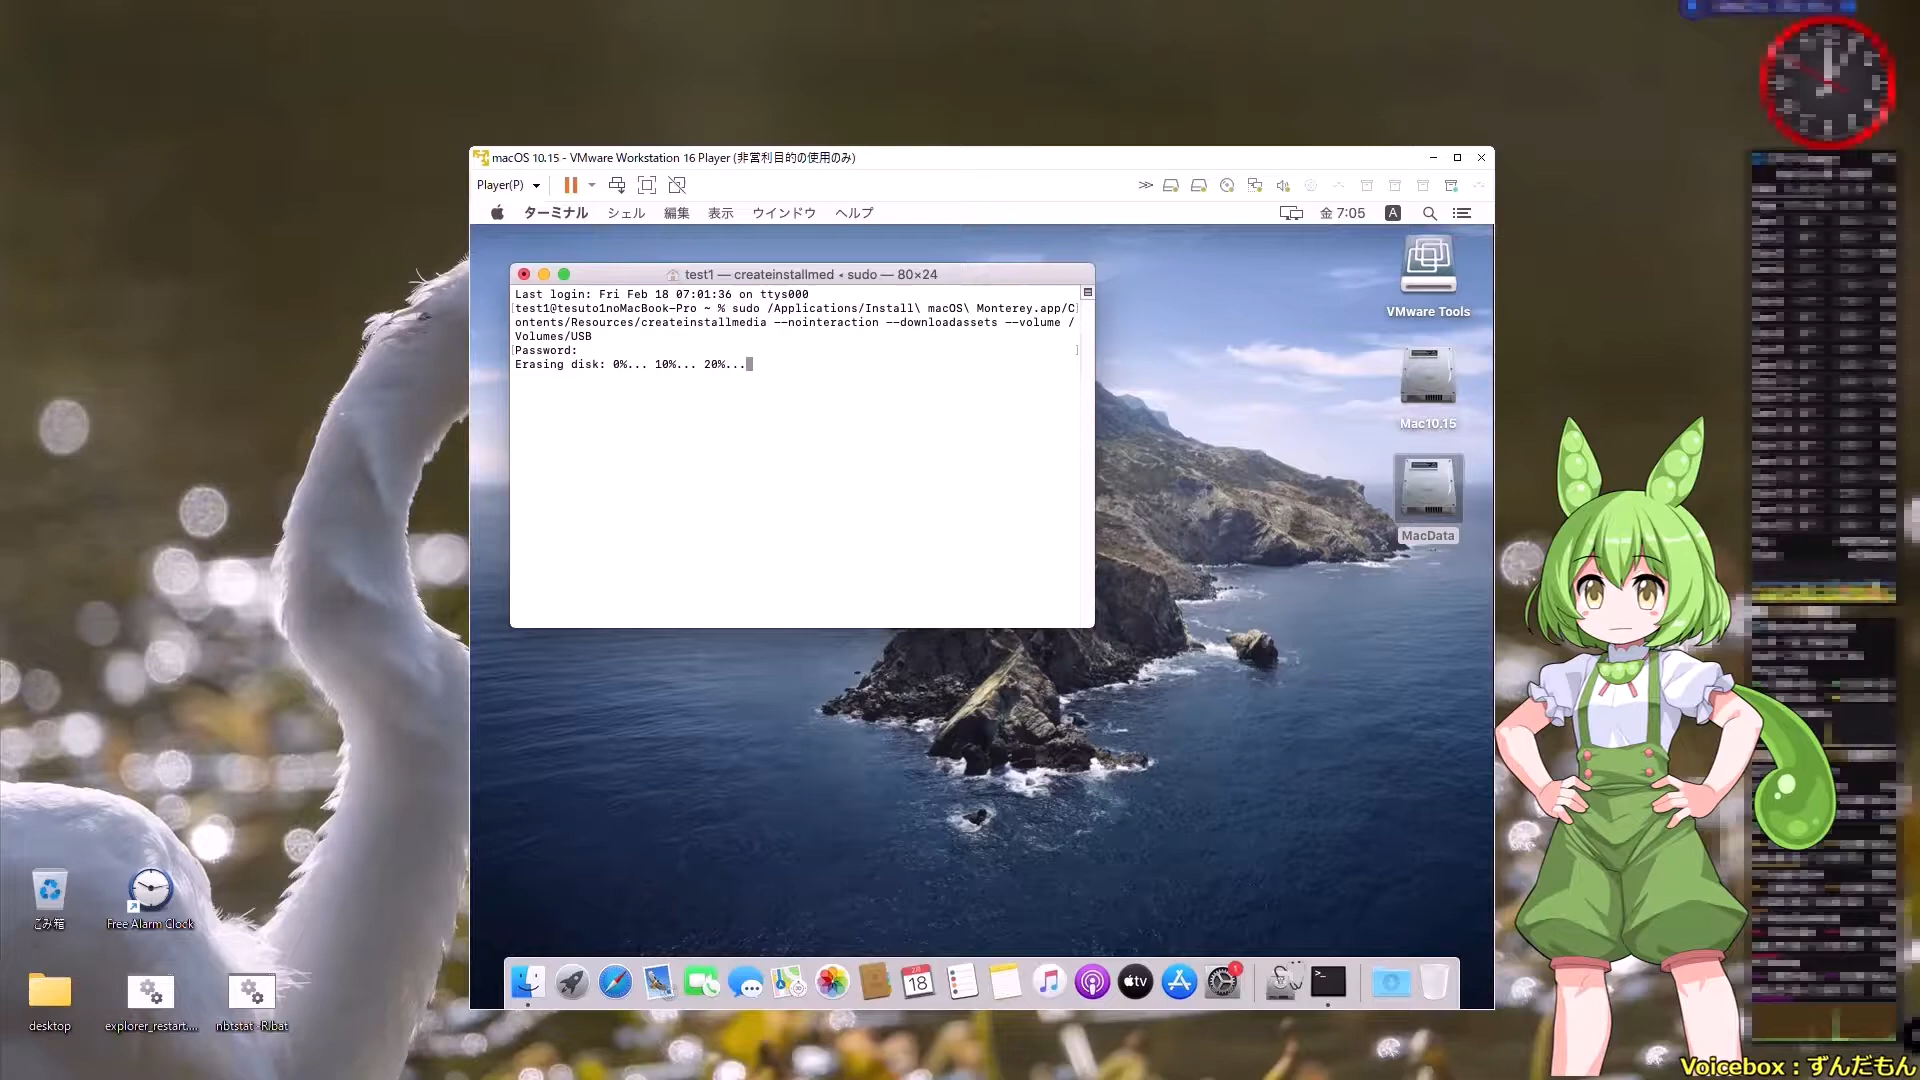 macOS 10.15 - VMware Workstation 16 Player (非営利目的の使用のみ)
Player(P)
ターミナル シェル 編集 表示 ウインドウ ヘルプ
金 7:05
A
test1 — createinstallmed ◂ sudo — 80×24
Last login: Fri Feb 18 07:01:36 on ttys000
[test1@tesuto1noMacBook-Pro ~ % sudo /Applications/Install\ macOS\ Monterey.app/C]
ontents/Resources/createinstallmedia --nointeraction --downloadassets --volume /
Volumes/USB
[Password: ]
Erasing disk: 0%... 10%... 20%...
VMware Tools
Mac10.15
MacData
ごみ箱
Free Alarm Clock
desktop
explorer_restart....
nbtstat -R!bat
2月
18
tv
1
>_
Voicebox：ずんだもん